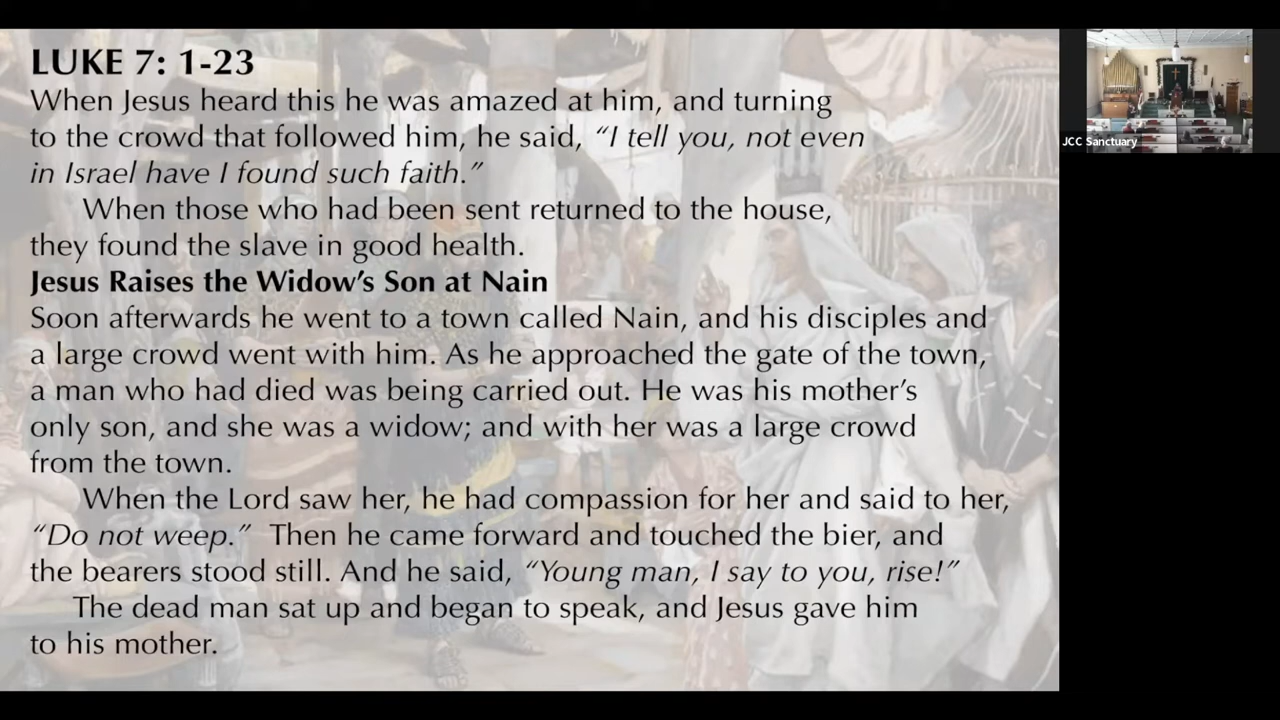 LUKE 7: 1-23
When Jesus heard this he was amazed at him, and turning
to the crowd that followed him, he said, “I tell you, not even
in Israel have I found such faith.”
When those who had been sent returned to the house,
they found the slave in good health.
Jesus Raises the Widow’s Son at Nain
Soon afterwards he went to a town called Nain, and his disciples and
a large crowd went with him. As he approached the gate of the town,
a man who had died was being carried out. He was his mother’s
only son, and she was a widow; and with her was a large crowd
from the town.
When the Lord saw her, he had compassion for her and said to her,
“Do not weep.” Then he came forward and touched the bier, and
the bearers stood still. And he said, “Young man, I say to you, rise!”
The dead man sat up and began to speak, and Jesus gave him
to his mother.
JCC Sanctuary